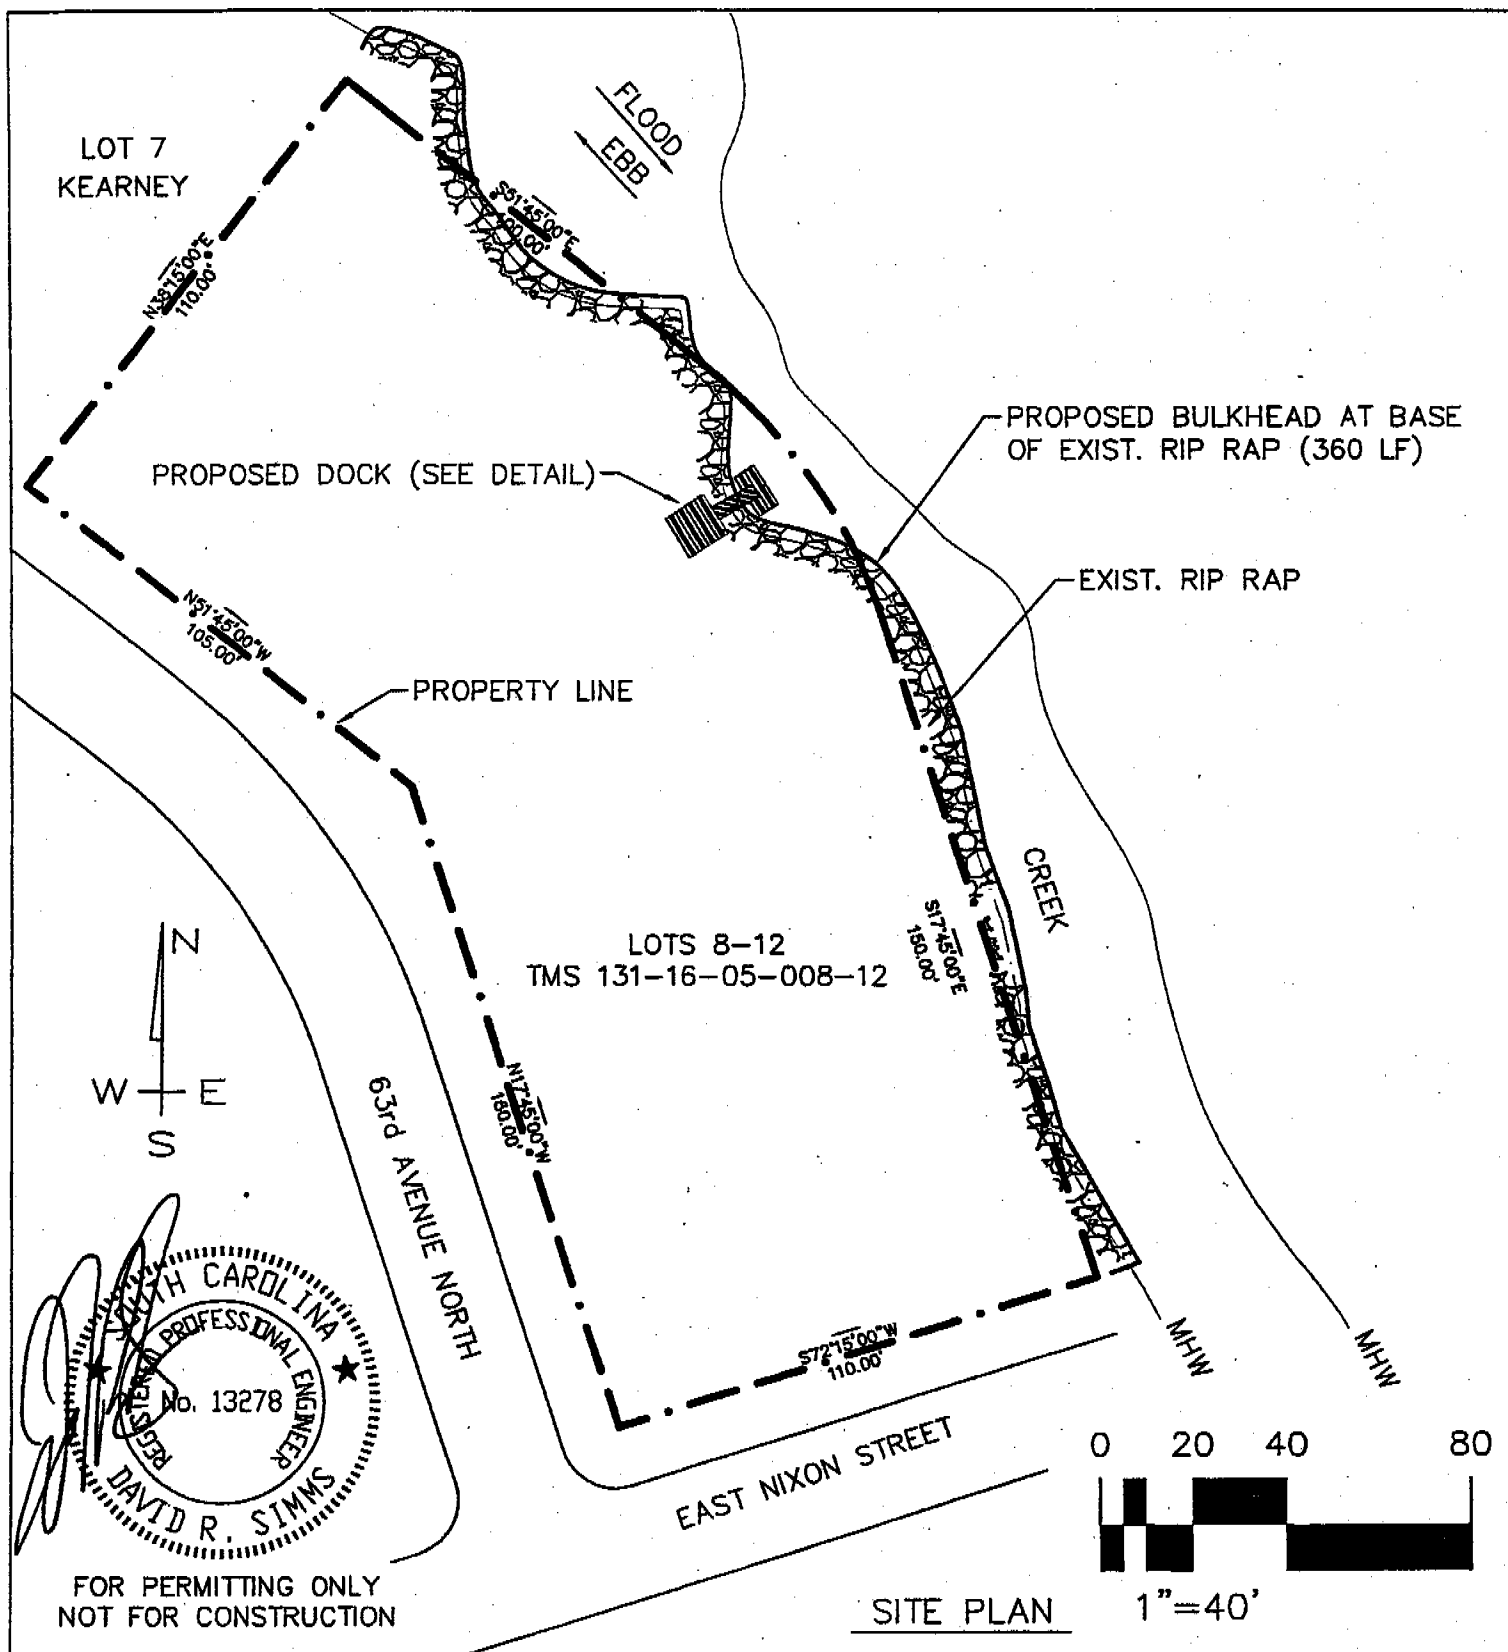 LOT 7
KEARNEY
FLOOD
EBB
S51°45'00"E
100.00'
N38°15'00"E
110.00'
PROPOSED BULKHEAD AT BASE
OF EXIST. RIP RAP (360 LF)
PROPOSED DOCK (SEE DETAIL)
EXIST. RIP RAP
N51°45'00"W
105.00'
PROPERTY LINE
CREEK
LOTS 8-12
TMS 131-16-05-008-12
S17°45'00"E
150.00'
N
W E
S
63rd AVENUE NORTH
N17°45'00"W
S72°15'00"W
110.00'
MHW
MHW
SOUTH CAROLINA
REGISTERED PROFESSIONAL ENGINEER
No. 13278
DAVID R. SIMMS
EAST NIXON STREET
0 20 40 80
FOR PERMITTING ONLY
NOT FOR CONSTRUCTION
SITE PLAN
1"=40'